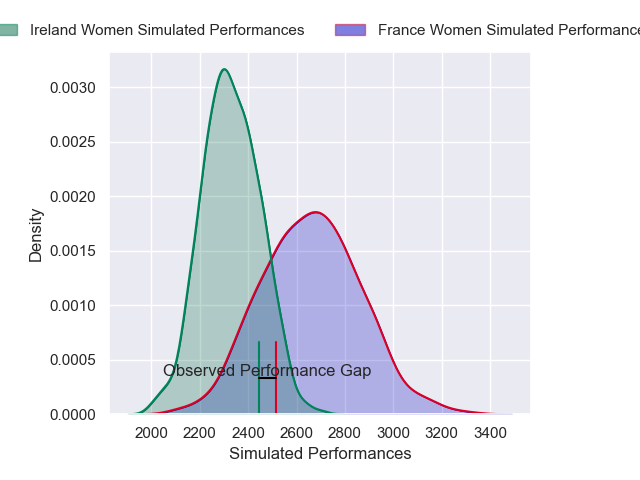 Ireland Women Simulated Performances
France Women Simulated Performance
0.0030
0.0025
0.0020
0.0015
0.0010
0.0005
0.0000
Density
Observed Performance Gap
2000 2200 2400 2600 2800 3000 3200 3400
Simulated Performances